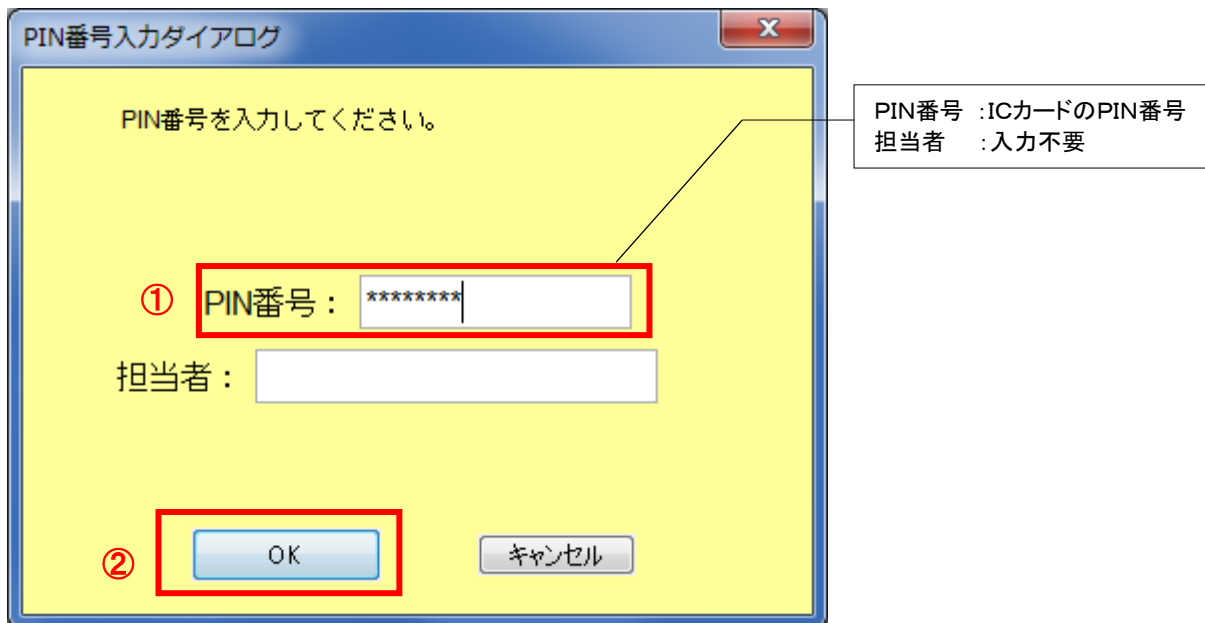 PIN番号入力ダイアログ
x
PIN番号を入力してください。
PIN番号 :ICカードのPIN番号
担当者 :入力不要
① PIN番号： ********
担当者：
② OK キャンセル